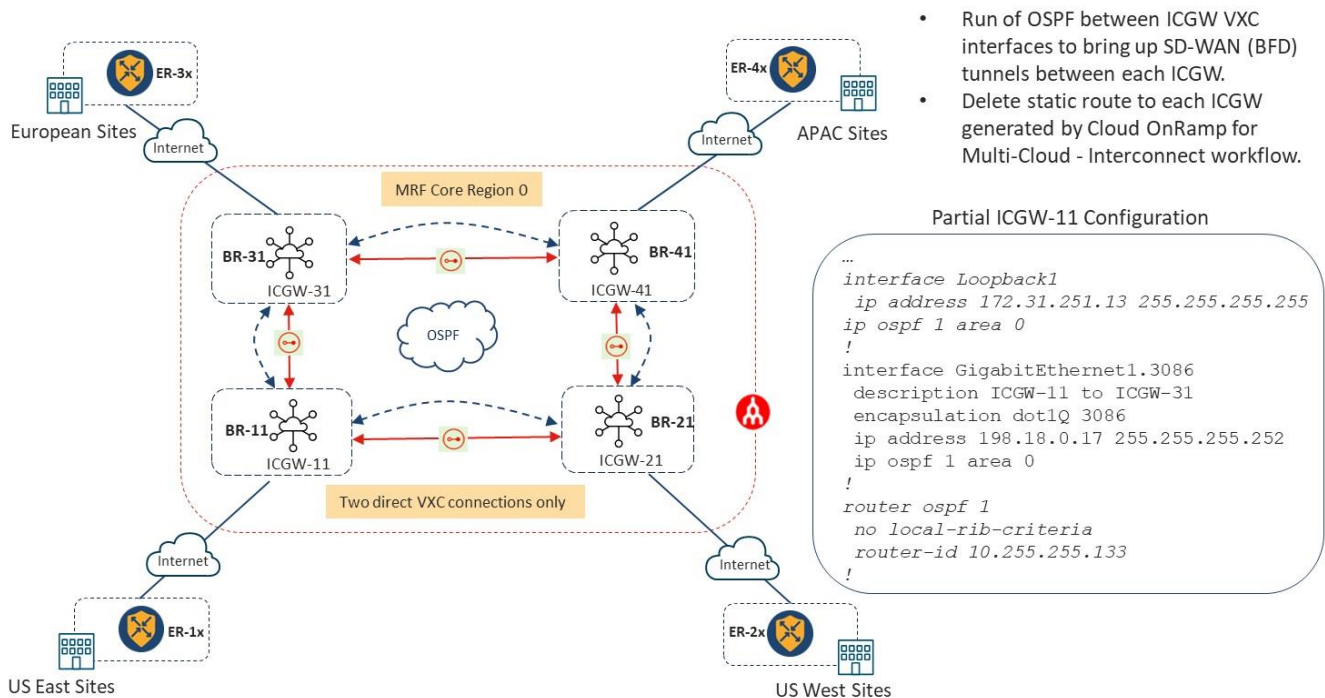 • Run of OSPF between ICGW VXC
interfaces to bring up SD-WAN (BFD)
tunnels between each ICGW.
• Delete static route to each ICGW
generated by Cloud OnRamp for
Multi-Cloud - Interconnect workflow.
ER-3x
European Sites
Internet
ER-4x
APAC Sites
Internet
MRF Core Region 0
BR-31
ICGW-31
BR-41
ICGW-41
OSPF
BR-11
ICGW-11
BR-21
ICGW-21
Two direct VXC connections only
Internet
ER-1x
US East Sites
Internet
ER-2x
US West Sites
Partial ICGW-11 Configuration
…
interface Loopback1
ip address 172.31.251.13 255.255.255.255
ip ospf 1 area 0
!
interface GigabitEthernet1.3086
description ICGW-11 to ICGW-31
encapsulation dot1Q 3086
ip address 198.18.0.17 255.255.255.252
ip ospf 1 area 0
!
router ospf 1
no local-rib-criteria
router-id 10.255.255.133
!